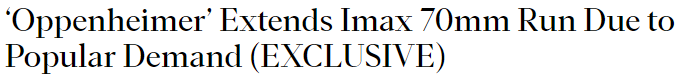 ‘Oppenheimer’ Extends Imax 70mm Run Due to
Popular Demand (EXCLUSIVE)